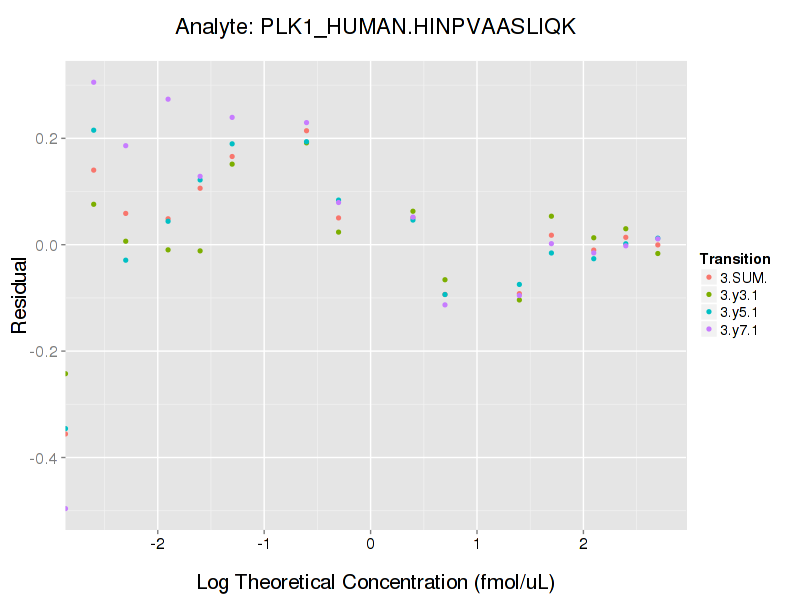 Analyte: PLK1_HUMAN.HINPVAASLIQK
Residual
0.2
0.0
-0.2
-0.4
-2
-1
0
1
2
Log Theoretical Concentration (fmol/uL)
Transition
3.SUM.
3.y3.1
3.y5.1
3.y7.1